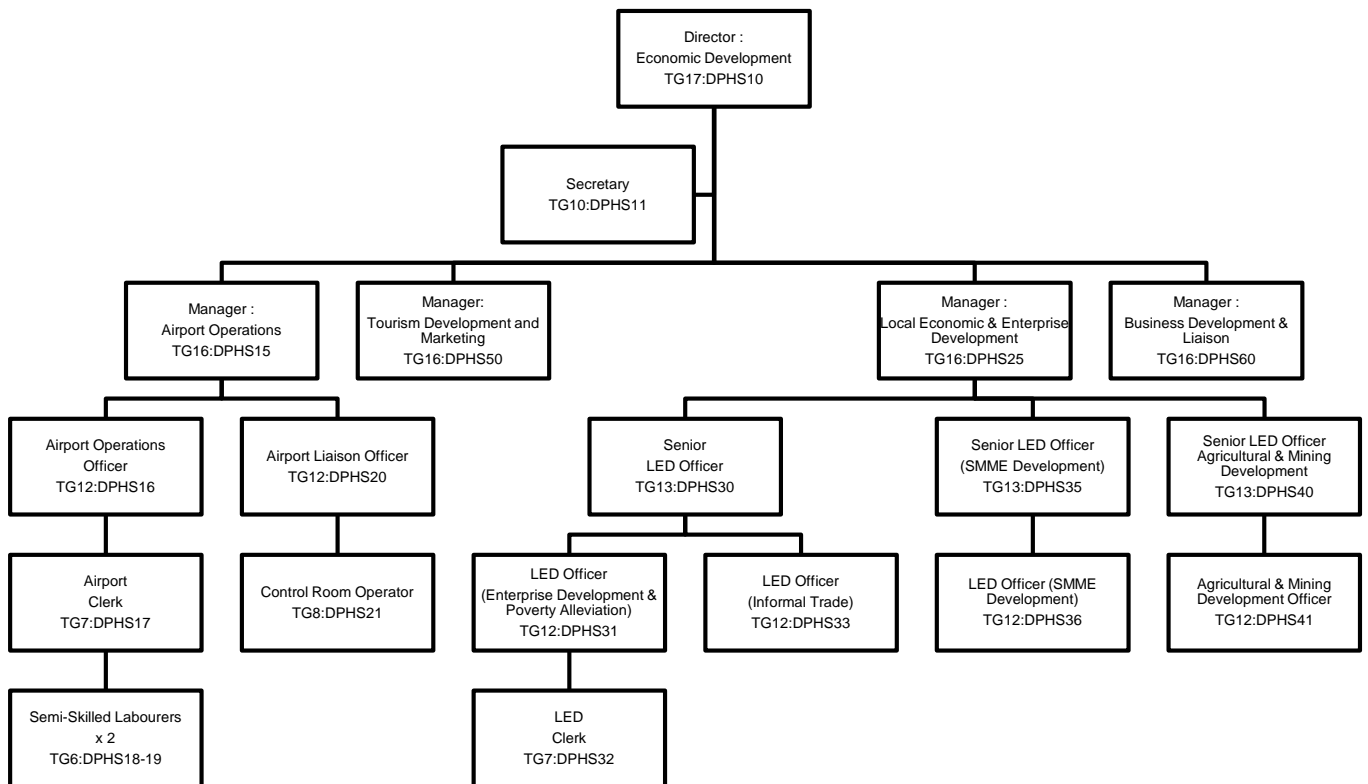 Director :
Economic Development
TG17:DPHS10
Secretary
TG10:DPHS11
Manager :
Airport Operations
TG16:DPHS15
Manager:
Tourism Development and
Marketing
TG16:DPHS50
Manager :
Local Economic & Enterprise
Development
TG16:DPHS25
Manager :
Business Development &
Liaison
TG16:DPHS60
Airport Operations
Officer
TG12:DPHS16
Airport Liaison Officer
TG12:DPHS20
Senior
LED Officer
TG13:DPHS30
Senior LED Officer
(SMME Development)
TG13:DPHS35
Senior LED Officer
Agricultural & Mining
Development
TG13:DPHS40
Airport
Clerk
TG7:DPHS17
Control Room Operator
TG8:DPHS21
LED Officer
(Enterprise Development &
Poverty Alleviation)
TG12:DPHS31
LED Officer
(Informal Trade)
TG12:DPHS33
LED Officer (SMME
Development)
TG12:DPHS36
Agricultural & Mining
Development Officer
TG12:DPHS41
Semi-Skilled Labourers
x 2
TG6:DPHS18-19
LED
Clerk
TG7:DPHS32